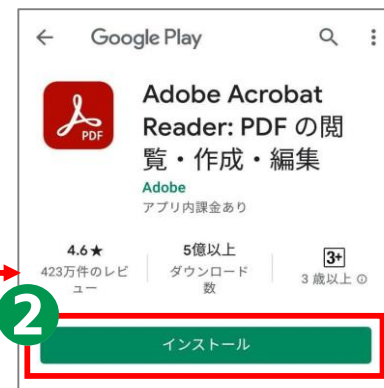 Google Play
PDF
Adobe Acrobat
Reader: PDF の閲
覧・作成・編集
Adobe
アプリ内課金あり
4.6★
423万件のレビ
ュー
5億以上
ダウンロード
数
3+
3 歳以上
2
インストール